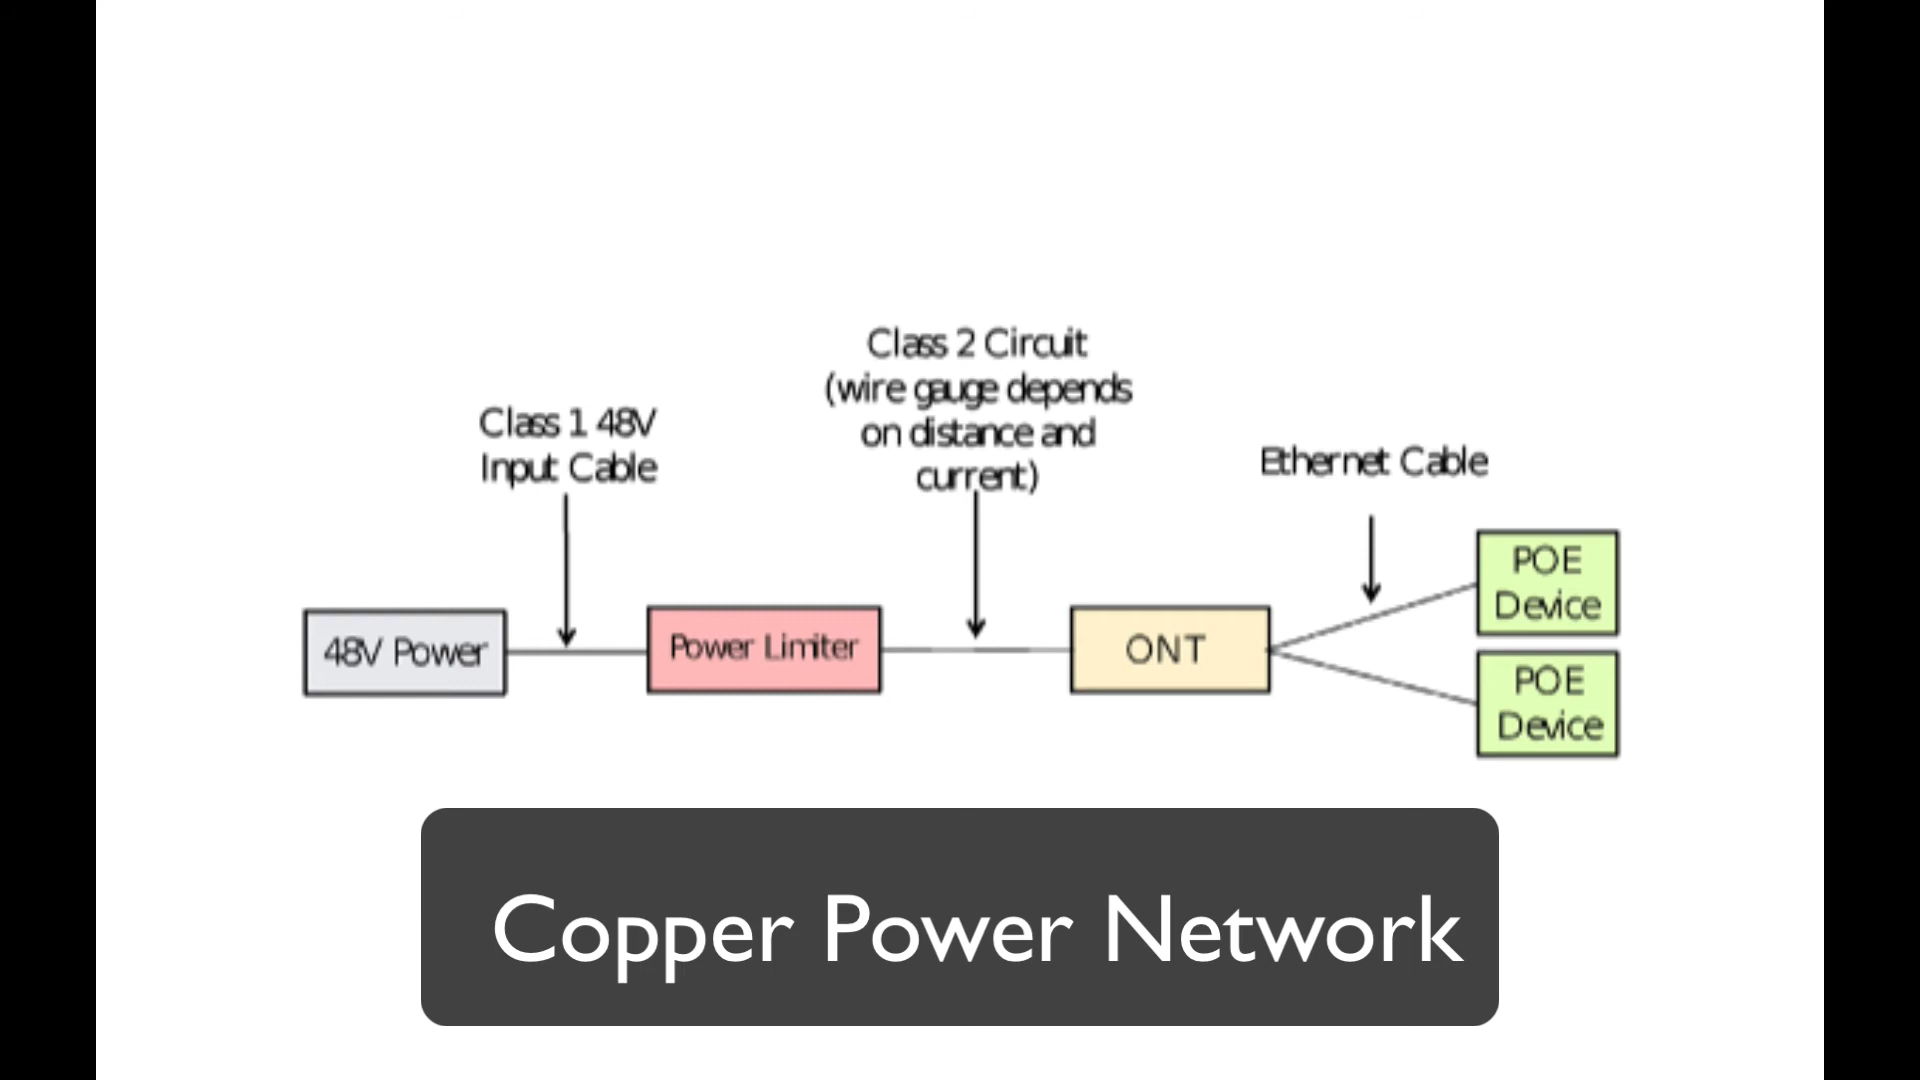 Class 1 48V
Input Cable
Class 2 Circuit
(wire gauge depends
on distance and
current)
Ethernet Cable
48V Power
Power Limiter
ONT
POE
Device
POE
Device
Copper Power Network